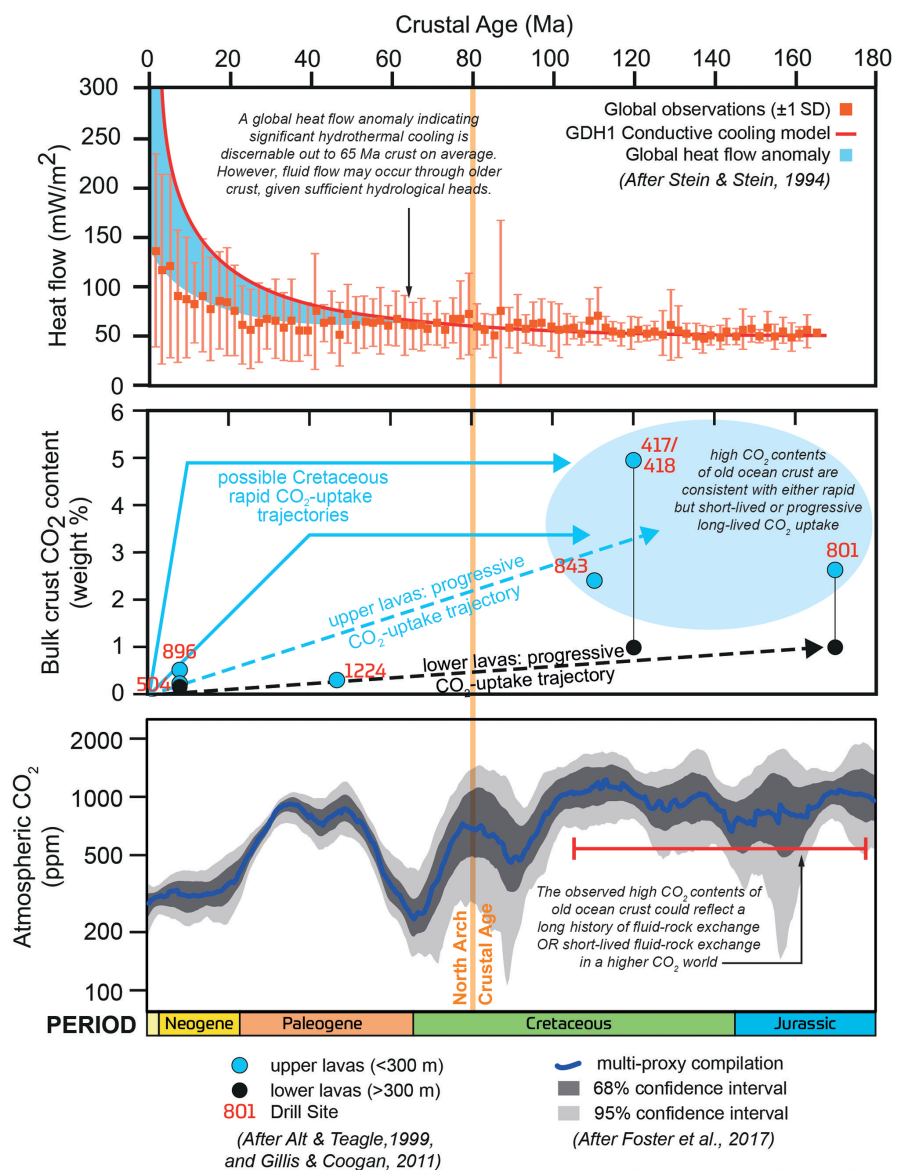 Crustal Age (Ma)
0 20 40 60 80 100 120 140 160 180
300
250
200
150
100
50
0
Heat flow (mW/m²)
A global heat flow anomaly indicating
significant hydrothermal cooling is
discernable out to 65 Ma crust on average.
However, fluid flow may occur through older
crust, given sufficient hydrological heads.
Global observations (±1 SD)
GDH1 Conductive cooling model
Global heat flow anomaly
(After Stein & Stein, 1994)
6
5
4
3
2
1
0
Bulk crust CO₂ content
(weight %)
possible Cretaceous
rapid CO₂-uptake
trajectories
417/
418
high CO₂ contents
of old ocean crust are
consistent with either rapid
but short-lived or progressive
long-lived CO₂ uptake
843
801
upper lavas: progressive
CO₂-uptake trajectory
896
504
1224
lower lavas: progressive
CO₂-uptake trajectory
2000
1000
500
200
100
Atmospheric CO₂
(ppm)
North Arch
Crustal Age
The observed high CO₂ contents of
old ocean crust could reflect a
long history of fluid-rock exchange
OR short-lived fluid-rock exchange
in a higher CO₂ world
PERIOD Neogene Paleogene Cretaceous Jurassic
upper lavas (<300 m)
lower lavas (>300 m)
801 Drill Site
(After Alt & Teagle,1999,
and Gillis & Coogan, 2011)
multi-proxy compilation
68% confidence interval
95% confidence interval
(After Foster et al., 2017)